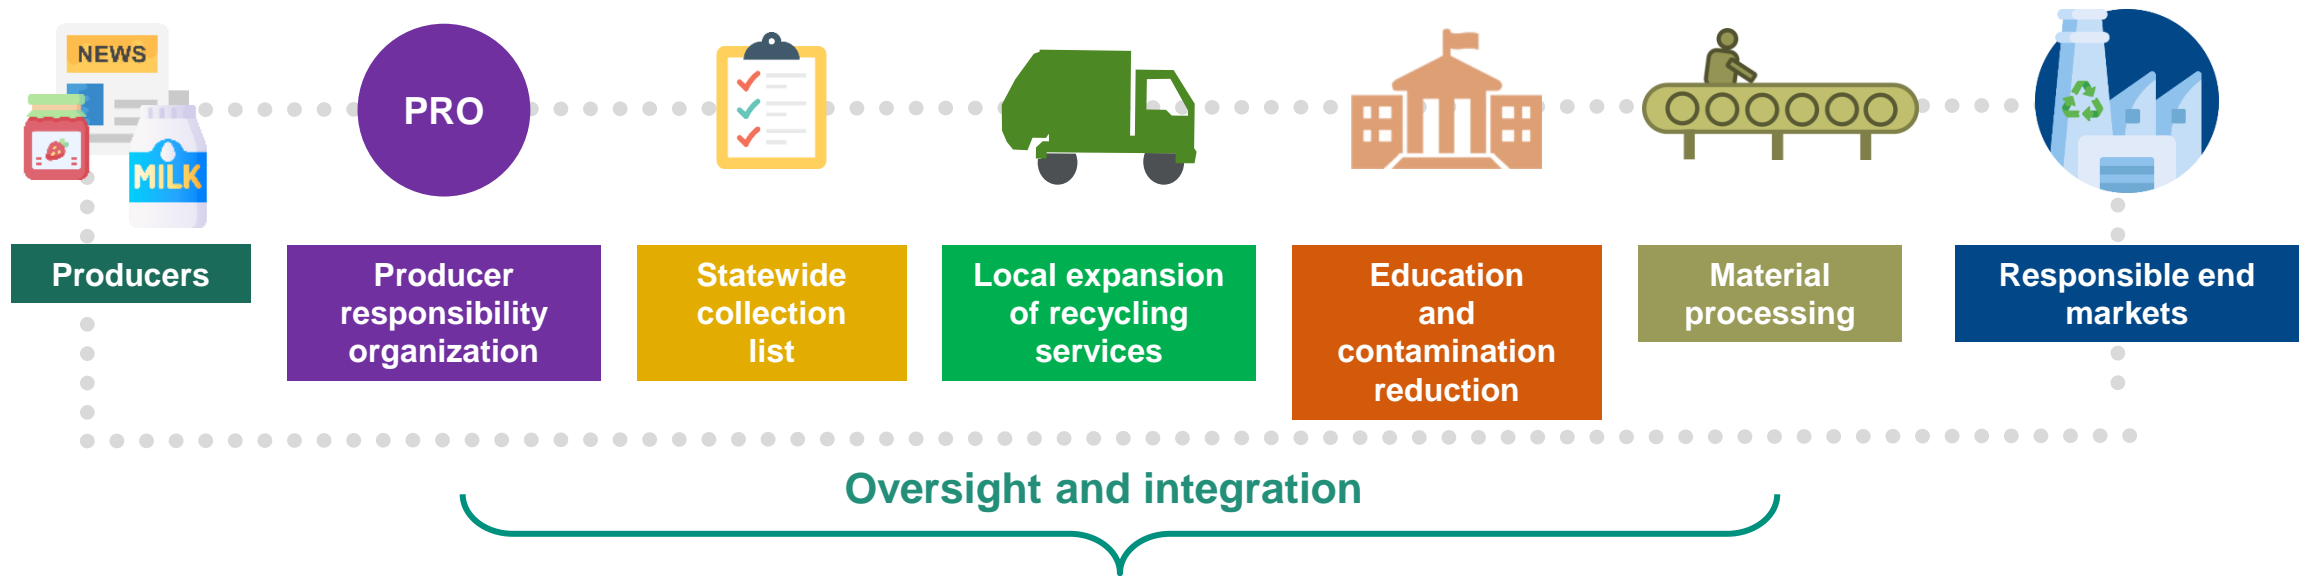 NEWS
MILK
PRO
Producers
Producer
responsibility
organization
Statewide
collection
list
Local expansion
of recycling
services
Education
and
contamination
reduction
Material
processing
Responsible end
markets
Oversight and integration